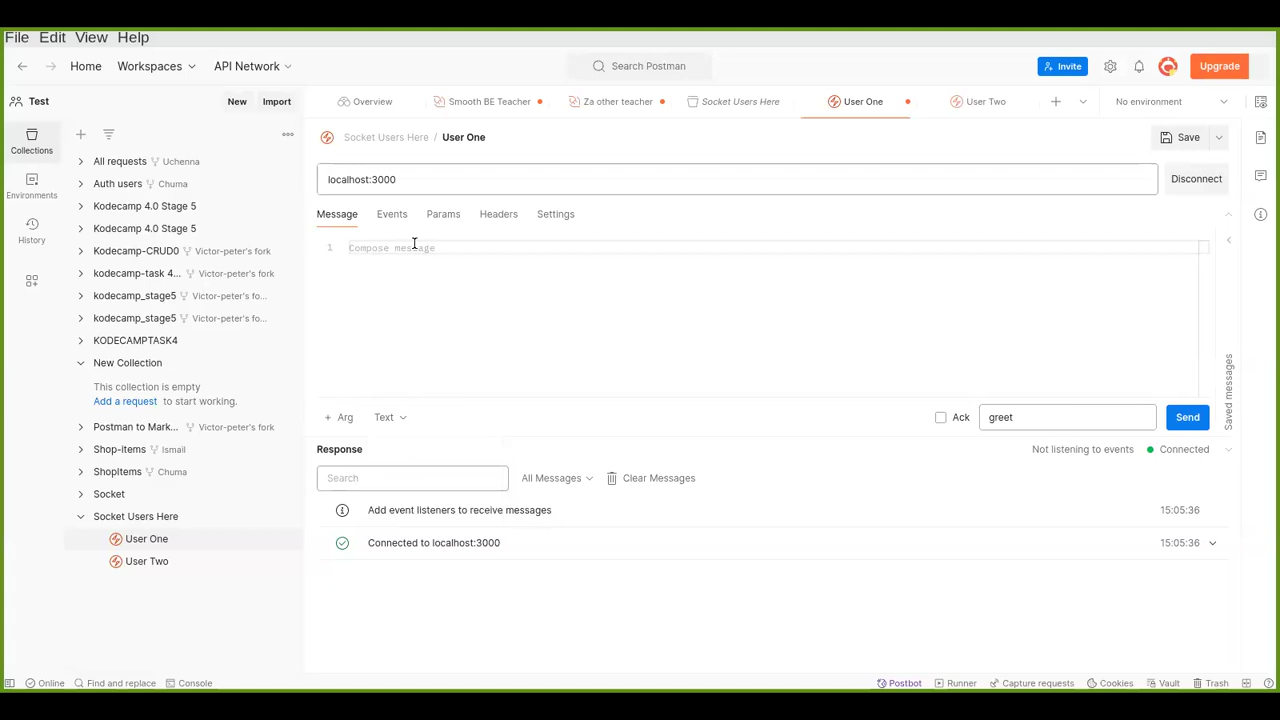 File Edit View Help
Home Workspaces API Network Search Postman Invite Upgrade
Test New Import Overview Smooth BE Teacher Za other teacher Socket Users Here User One User Two No environment
Socket Users Here / User One Save
Collections
Environments
History
All requests Uchenna
Auth users Chuma
Kodecamp 4.0 Stage 5
Kodecamp 4.0 Stage 5
Kodecamp-CRUD0 Victor-peter's fork
kodecamp-task 4... Victor-peter's fork
kodecamp_stage5 Victor-peter's fo...
kodecamp_stage5 Victor-peter's fo...
KODECAMPTASK4
New Collection
This collection is empty
Add a request to start working.
Postman to Mark... Victor-peter's fork
Shop-items Ismail
ShopItems Chuma
Socket
Socket Users Here
User One
User Two
localhost:3000 Disconnect
Message Events Params Headers Settings
1 Compose message
Saved messages
+ Arg Text Ack greet Send
Response Not listening to events Connected
Search All Messages Clear Messages
Add event listeners to receive messages 15:05:36
Connected to localhost:3000 15:05:36
Online Find and replace Console Postbot Runner Capture requests Cookies Vault Trash